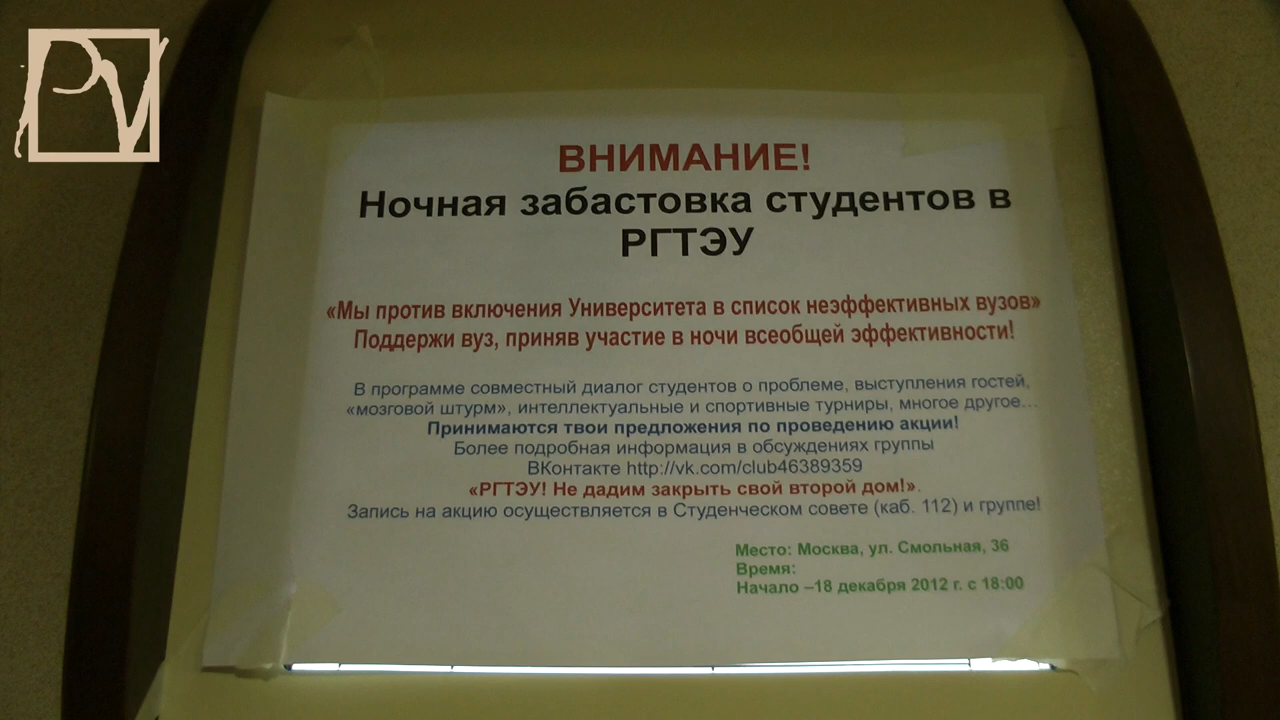 PV
ВНИМАНИЕ!
Ночная забастовка студентов в
РГТЭУ
«Мы против включения Университета в список неэффективных вузов»
Поддержи вуз, приняв участие в ночи всеобщей эффективности!
В программе совместный диалог студентов о проблеме, выступления гостей,
«мозговой штурм», интеллектуальные и спортивные турниры, многое другое…
Принимаются твои предложения по проведению акции!
Более подробная информация в обсуждениях группы
ВКонтакте http://vk.com/club46389359
«РГТЭУ! Не дадим закрыть свой второй дом!».
Запись на акцию осуществляется в Студенческом совете (каб. 112) и группе!
Место: Москва, ул. Смольная, 36
Время:
Начало –18 декабря 2012 г. с 18:00